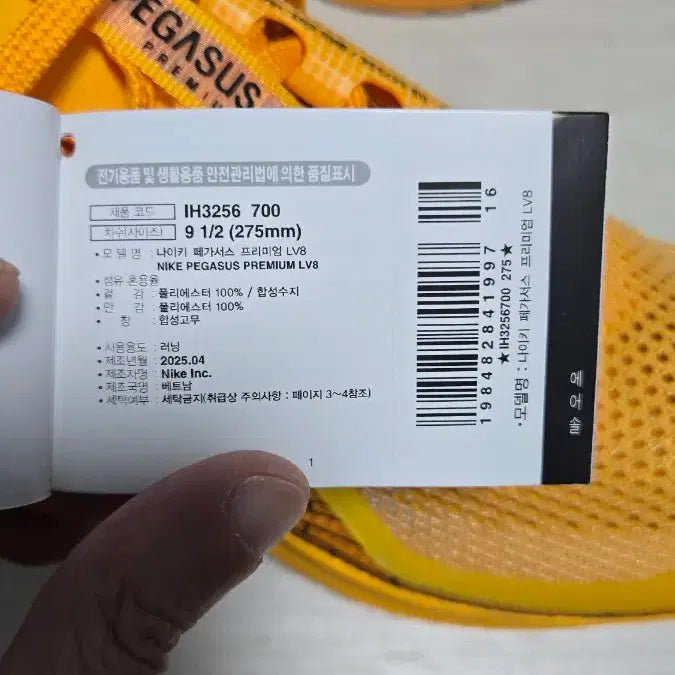 PEGASUS
PREMIUM
전기용품 및 생활용품 안전관리법에 의한 품질표시
제품 코드 IH3256 700
치수(사이즈) 9 1/2 (275mm)
• 모 델 명 : 나이키 페가서스 프리미엄 LV8
NIKE PEGASUS PREMIUM LV8
• 섬유 혼용율
• 겉 감 : 폴리에스터 100% / 합성수지
• 안 감 : 폴리에스터 100%
• 창 : 합성고무
• 사용용도 : 러닝
• 제조년월 : 2025.04
• 제조자명 : Nike Inc.
• 제조국명 : 베트남
• 세탁여부 : 세탁금지(취급상 주의사항 : 페이지 3~4참조)
1
16
198482841997
★IH3256700 275★
•모델명 : 나이키 페가서스 프리미엄 LV8
에어솔